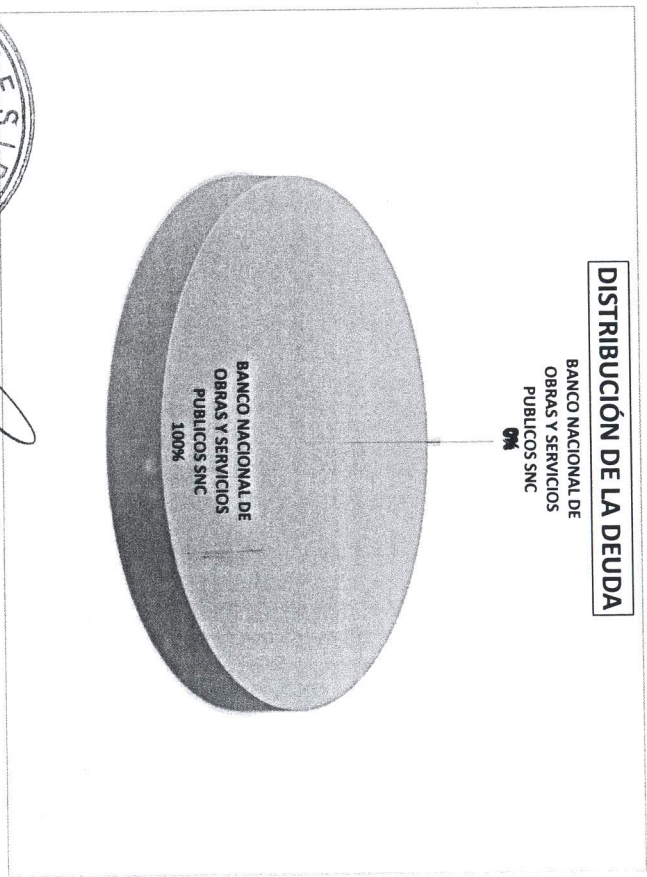 DISTRIBUCIÓN DE LA DEUDA
BANCO NACIONAL DE
OBRAS Y SERVICIOS
PUBLICOS SNC
0%
BANCO NACIONAL DE
OBRAS Y SERVICIOS
PUBLICOS SNC
100%